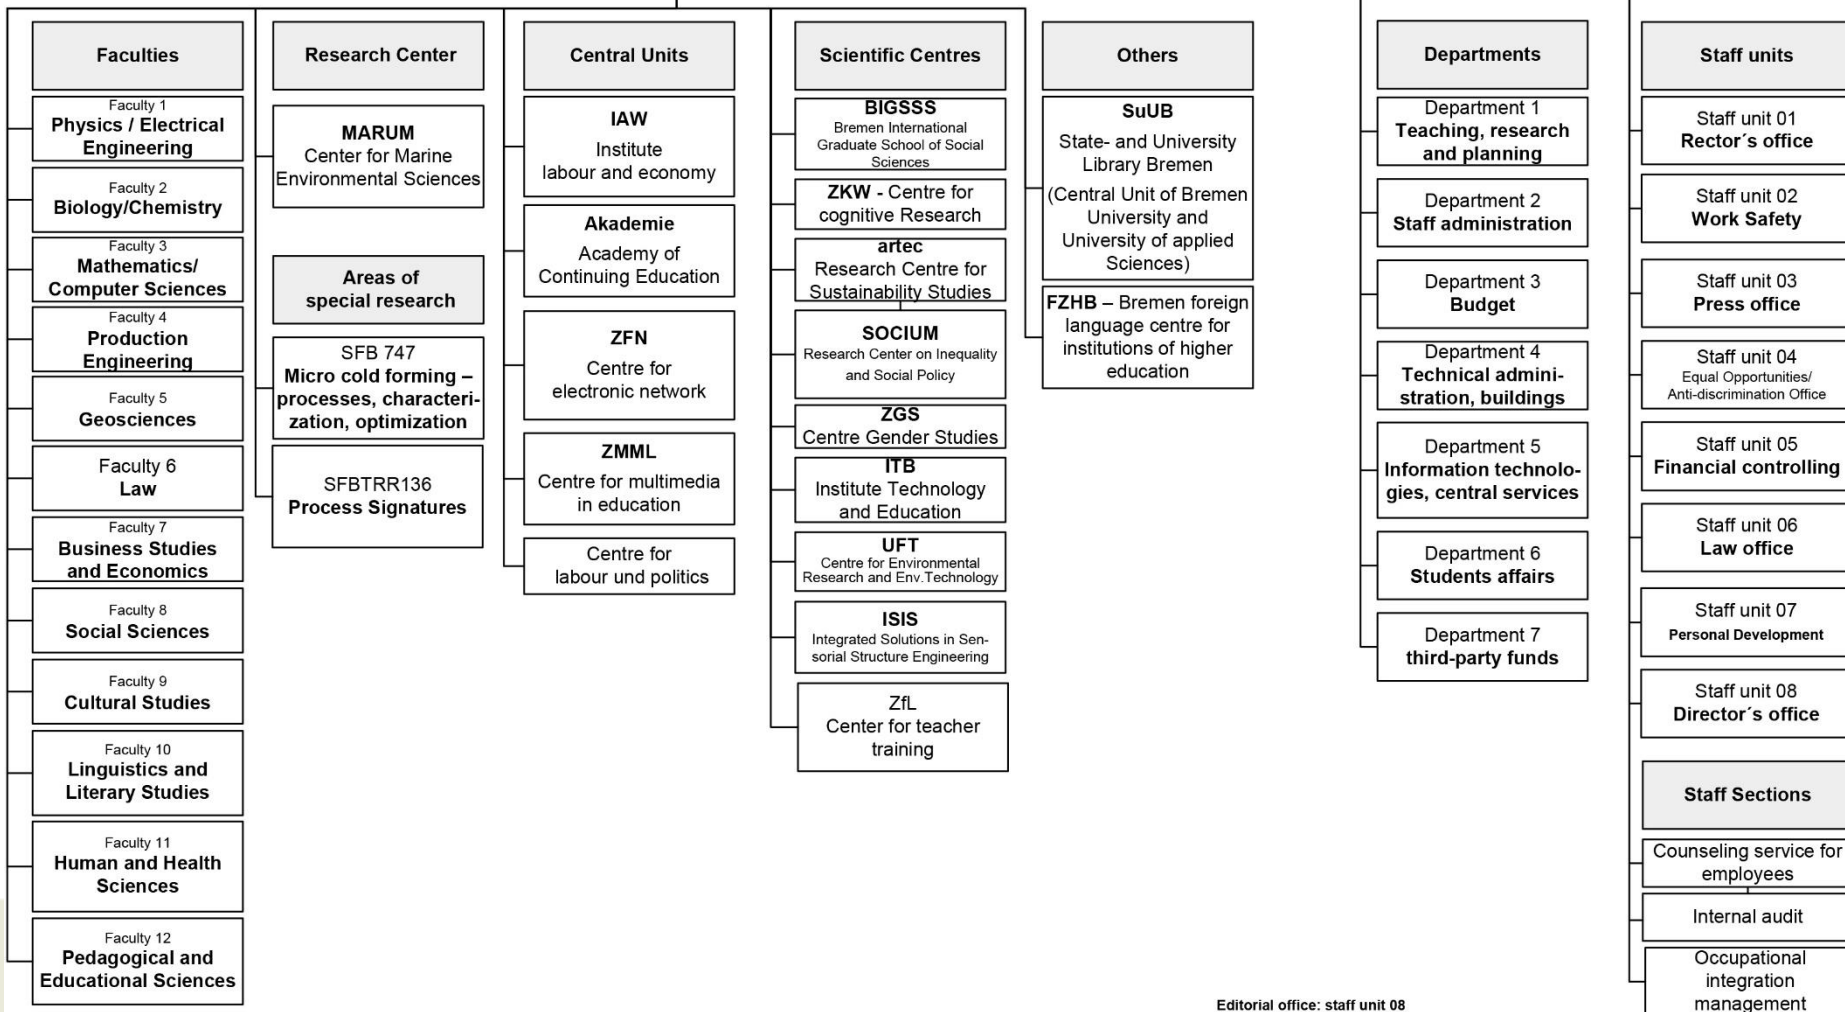 Faculties
Faculty 1
Physics / Electrical
Engineering
Faculty 2
Biology/Chemistry
Faculty 3
Mathematics/
Computer Sciences
Faculty 4
Production
Engineering
Faculty 5
Geosciences
Faculty 6
Law
Faculty 7
Business Studies
and Economics
Faculty 8
Social Sciences
Faculty 9
Cultural Studies
Faculty 10
Linguistics and
Literary Studies
Faculty 11
Human and Health
Sciences
Faculty 12
Pedagogical and
Educational Sciences
Research Center
MARUM
Center for Marine
Environmental Sciences
Areas of
special research
SFB 747
Micro cold forming –
processes, characteri-
zation, optimization
SFBTRR136
Process Signatures
Central Units
IAW
Institute
labour and economy
Akademie
Academy of
Continuing Education
ZFN
Centre for
electronic network
ZMML
Centre for multimedia
in education
Centre for
labour und politics
Scientific Centres
BIGSSS
Bremen International
Graduate School of Social
Sciences
ZKW - Centre for
cognitive Research
artec
Research Centre for
Sustainability Studies
SOCIUM
Research Center on Inequality
and Social Policy
ZGS
Centre Gender Studies
ITB
Institute Technology
and Education
UFT
Centre for Environmental
Research and Env.Technology
ISIS
Integrated Solutions in Sen-
sorial Structure Engineering
ZfL
Center for teacher
training
Others
SuUB
State- and University
Library Bremen
(Central Unit of Bremen
University and
University of applied
Sciences)
FZHB – Bremen foreign
language centre for
institutions of higher
education
Departments
Department 1
Teaching, research
and planning
Department 2
Staff administration
Department 3
Budget
Department 4
Technical admini-
stration, buildings
Department 5
Information technolo-
gies, central services
Department 6
Students affairs
Department 7
third-party funds
Staff units
Staff unit 01
Rector´s office
Staff unit 02
Work Safety
Staff unit 03
Press office
Staff unit 04
Equal Opportunities/
Anti-discrimination Office
Staff unit 05
Financial controlling
Staff unit 06
Law office
Staff unit 07
Personal Development
Staff unit 08
Director´s office
Staff Sections
Counseling service for
employees
Internal audit
Occupational
integration
management
Editorial office: staff unit 08